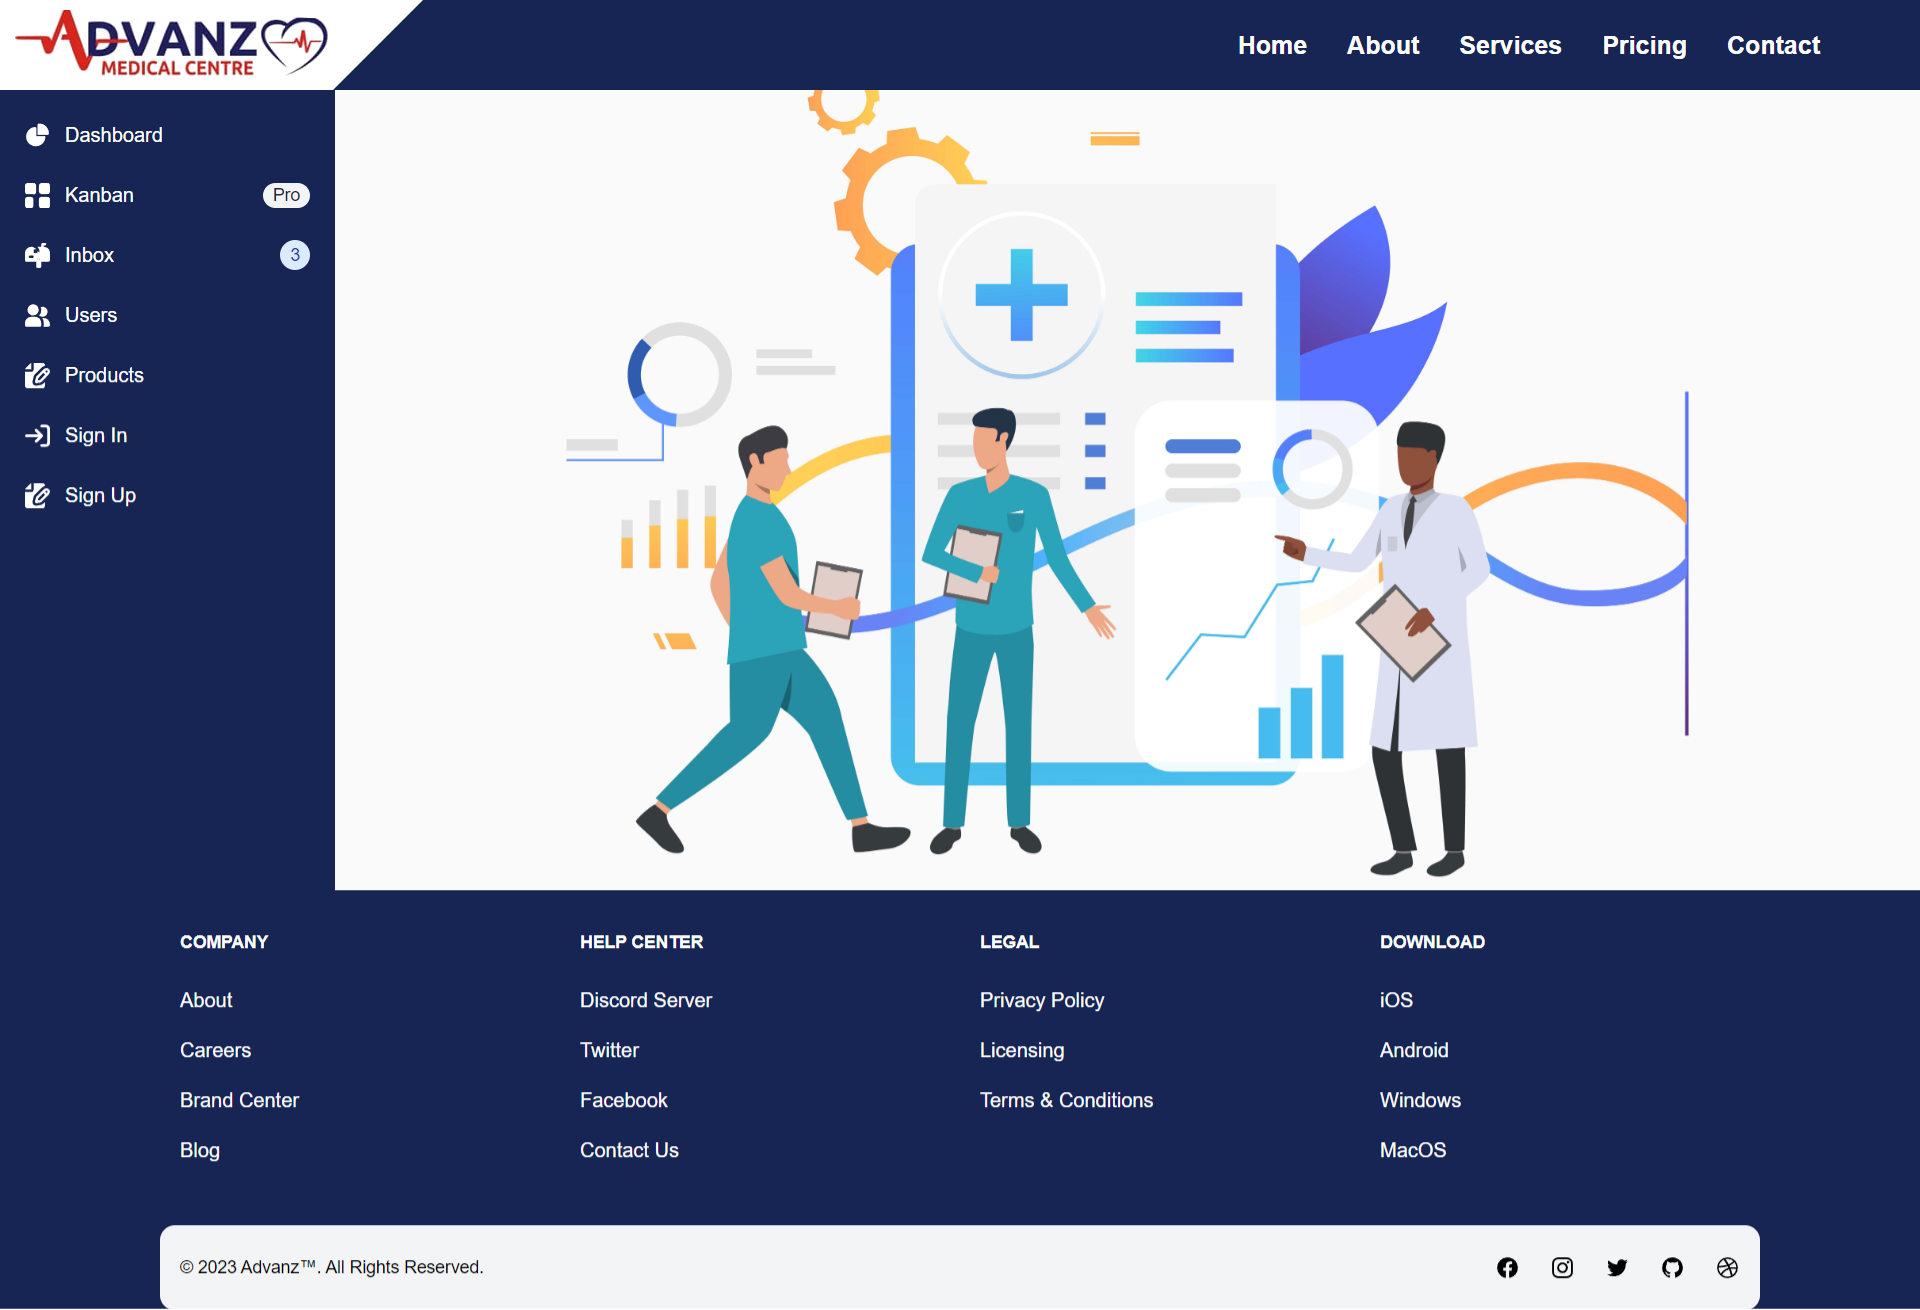 ADVANZ
MEDICAL CENTRE
Home About Services Pricing Contact
Dashboard
Kanban Pro
Inbox 3
Users
Products
Sign In
Sign Up
COMPANY
About
Careers
Brand Center
Blog
HELP CENTER
Discord Server
Twitter
Facebook
Contact Us
LEGAL
Privacy Policy
Licensing
Terms & Conditions
DOWNLOAD
iOS
Android
Windows
MacOS
© 2023 Advanz™. All Rights Reserved.